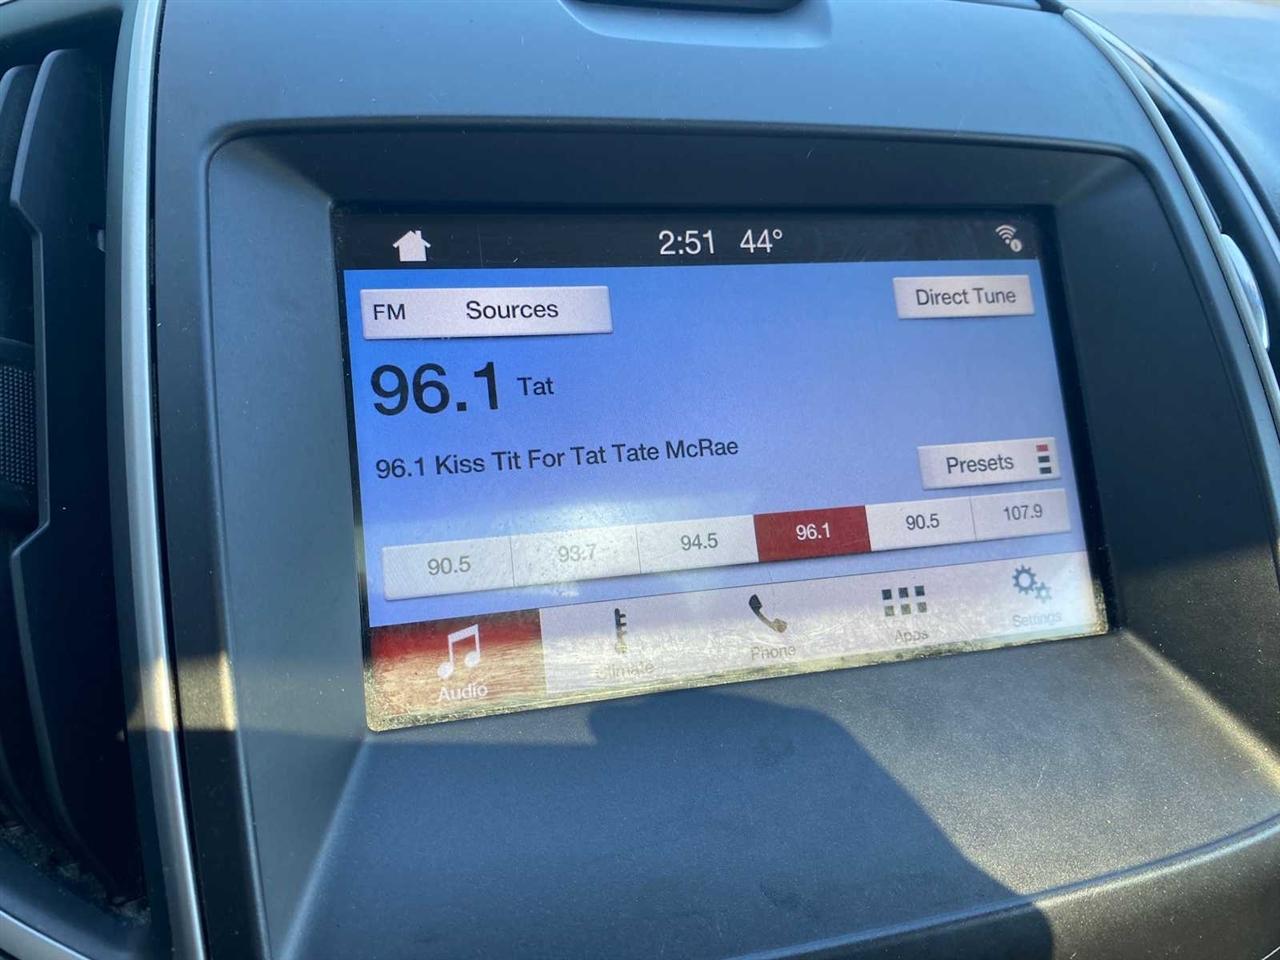 2:51 44°
FM Sources
Direct Tune
96.1 Tat
96.1 Kiss Tit For Tat Tate McRae
Presets
90.5 93.7 94.5 96.1 90.5 107.9
Audio Climate Phone Apps Settings